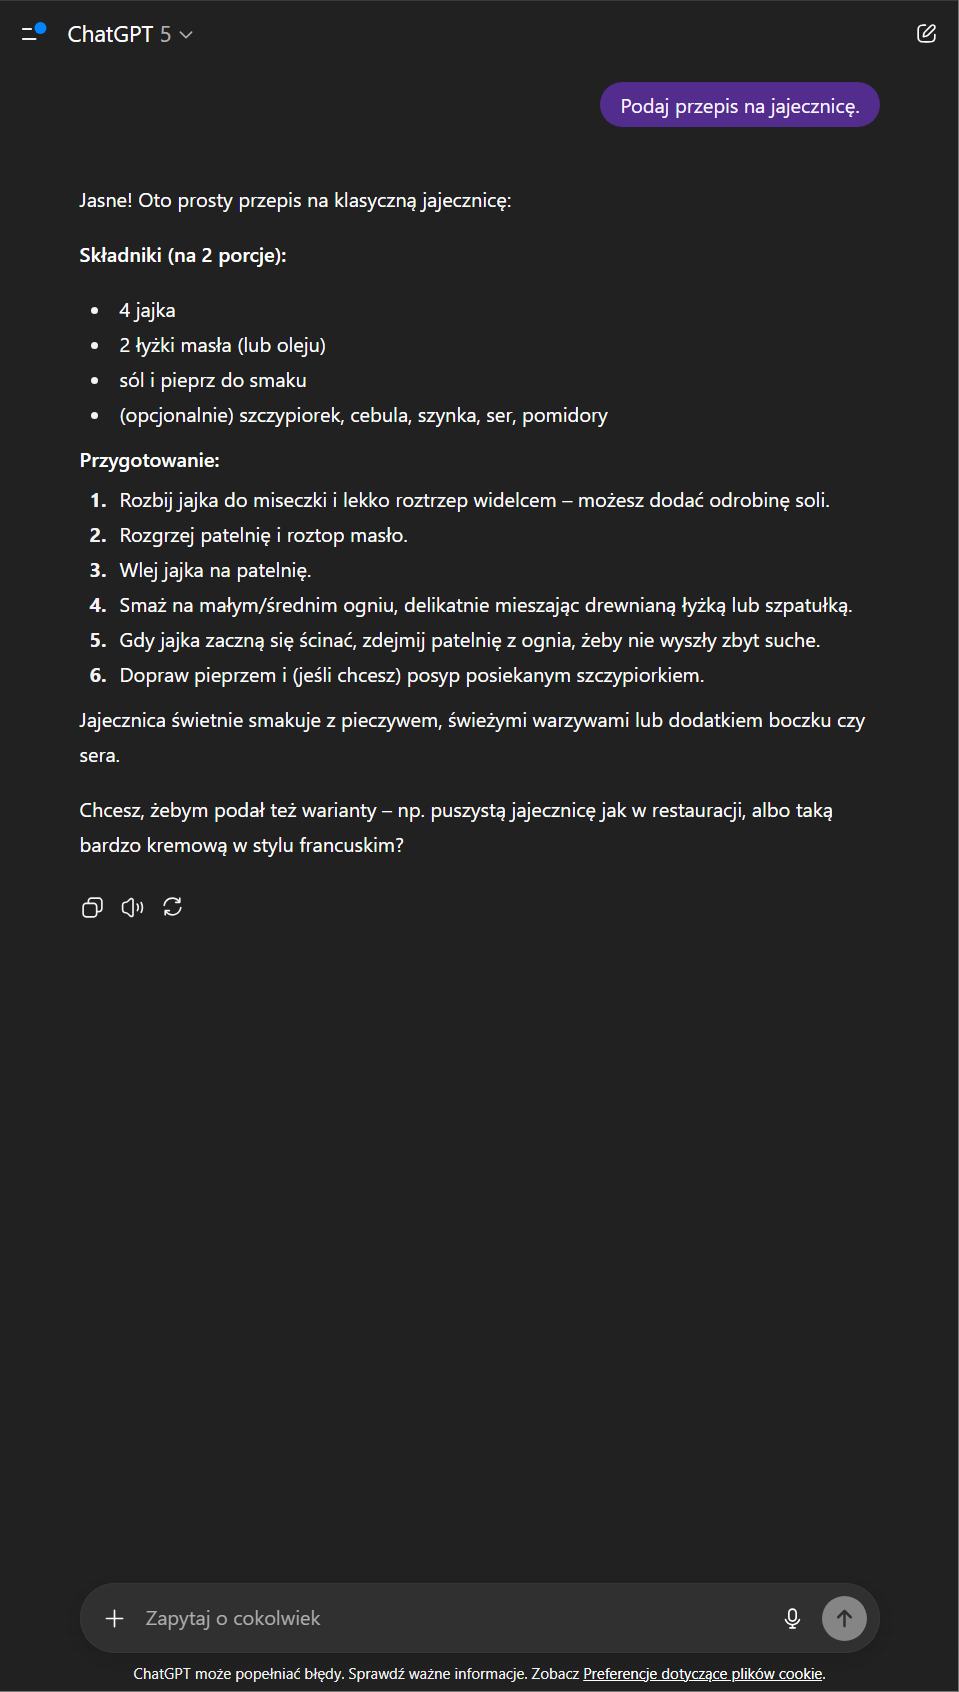 ChatGPT 5
Podaj przepis na jajecznicę.
Jasne! Oto prosty przepis na klasyczną jajecznicę:
Składniki (na 2 porcje):
• 4 jajka
• 2 łyżki masła (lub oleju)
• sól i pieprz do smaku
• (opcjonalnie) szczypiorek, cebula, szynka, ser, pomidory
Przygotowanie:
1. Rozbij jajka do miseczki i lekko roztrzep widelcem – możesz dodać odrobinę soli.
2. Rozgrzej patelnię i roztop masło.
3. Wlej jajka na patelnię.
4. Smaż na małym/średnim ogniu, delikatnie mieszając drewnianą łyżką lub szpatułką.
5. Gdy jajka zaczną się ścinać, zdejmij patelnię z ognia, żeby nie wyszły zbyt suche.
6. Dopraw pieprzem i (jeśli chcesz) posyp posiekanym szczypiorkiem.
Jajecznica świetnie smakuje z pieczywem, świeżymi warzywami lub dodatkiem boczku czy
sera.
Chcesz, żebym podał też warianty – np. puszystą jajecznicę jak w restauracji, albo taką
bardzo kremową w stylu francuskim?
Zapytaj o cokolwiek
ChatGPT może popełniać błędy. Sprawdź ważne informacje. Zobacz Preferencje dotyczące plików cookie.